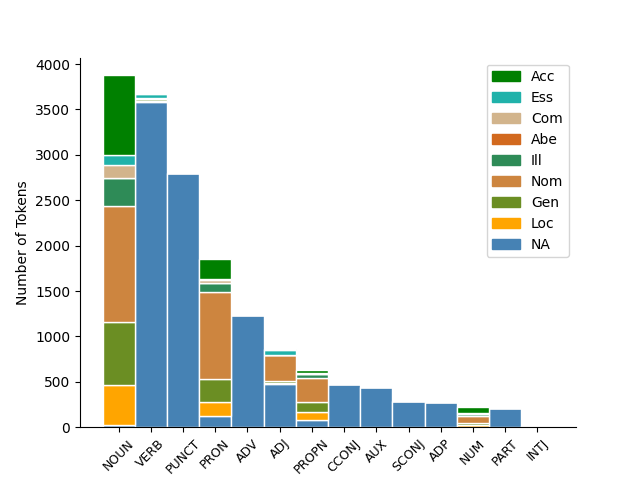 4000
3500
3000
2500
2000
1500
1000
500
0
Number of Tokens
Acc
Ess
Com
Abe
Ill
Nom
Gen
Loc
NA
NOUN
VERB
PUNCT
PRON
ADV
ADJ
PROPN
CCONJ
AUX
SCONJ
ADP
NUM
PART
INTJ